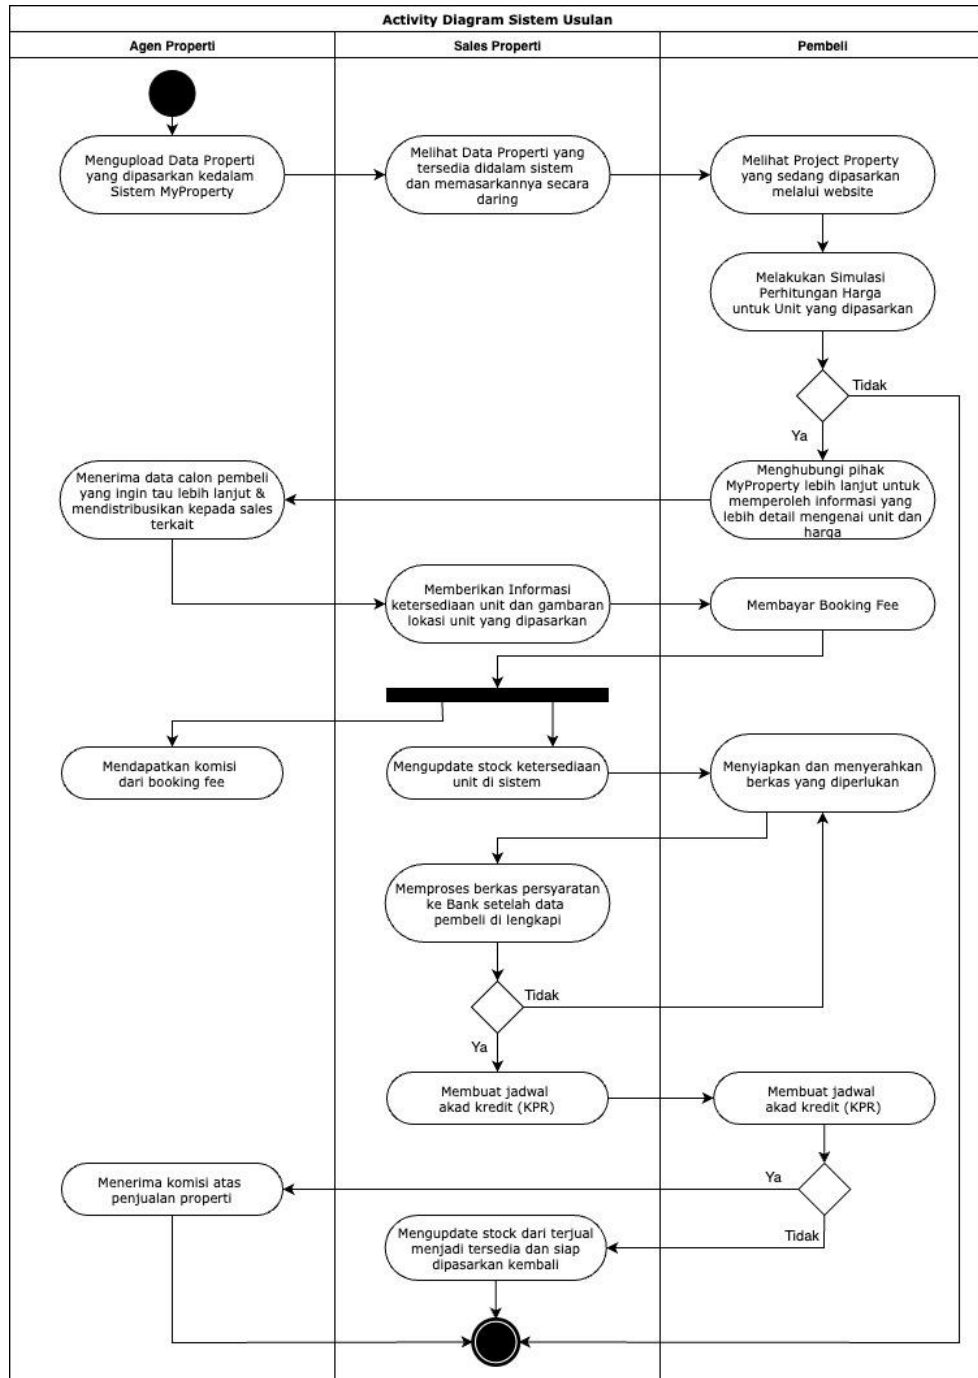 Activity Diagram Sistem Usulan
Agen Properti
Sales Properti
Pembeli
Mengupload Data Properti
yang dipasarkan kedalam
Sistem MyProperty
Melihat Data Properti yang
tersedia didalam sistem
dan memasarkannya secara
daring
Melihat Project Property
yang sedang dipasarkan
melalui website
Melakukan Simulasi
Perhitungan Harga
untuk Unit yang dipasarkan
Tidak
Ya
Menghubungi pihak
MyProperty lebih lanjut untuk
memperoleh informasi yang
lebih detail mengenai unit dan
harga
Menerima data calon pembeli
yang ingin tau lebih lanjut &
mendistribusikan kepada sales
terkait
Memberikan Informasi
ketersediaan unit dan gambaran
lokasi unit yang dipasarkan
Membayar Booking Fee
Mendapatkan komisi
dari booking fee
Mengupdate stock ketersediaan
unit di sistem
Menyiapkan dan menyerahkan
berkas yang diperlukan
Memproses berkas persyaratan
ke Bank setelah data
pembeli di lengkapi
Tidak
Ya
Membuat jadwal
akad kredit (KPR)
Membuat jadwal
akad kredit (KPR)
Ya
Menerima komisi atas
penjualan properti
Tidak
Mengupdate stock dari terjual
menjadi tersedia dan siap
dipasarkan kembali